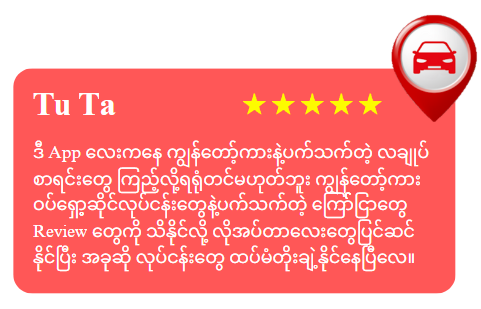 Tu Ta
ဒီ App လေးကနေ ကျွန်တော့်ကားနဲ့ပက်သက်တဲ့ လချုပ်
စာရင်းတွေ ကြည့်လို့ရရုံတင်မဟုတ်ဘူး ကျွန်တော့်ကား
ဝပ်ရှော့ဆိုင်လုပ်ငန်းတွေနဲ့ပက်သက်တဲ့ ကြော်ငြာတွေ
Review တွေကို သိနိုင်လို့ လိုအပ်တာလေးတွေပြင်ဆင်
နိုင်ပြီး အခုဆို လုပ်ငန်းတွေ ထပ်မံတိုးချဲ့နိုင်နေပြီလေ။